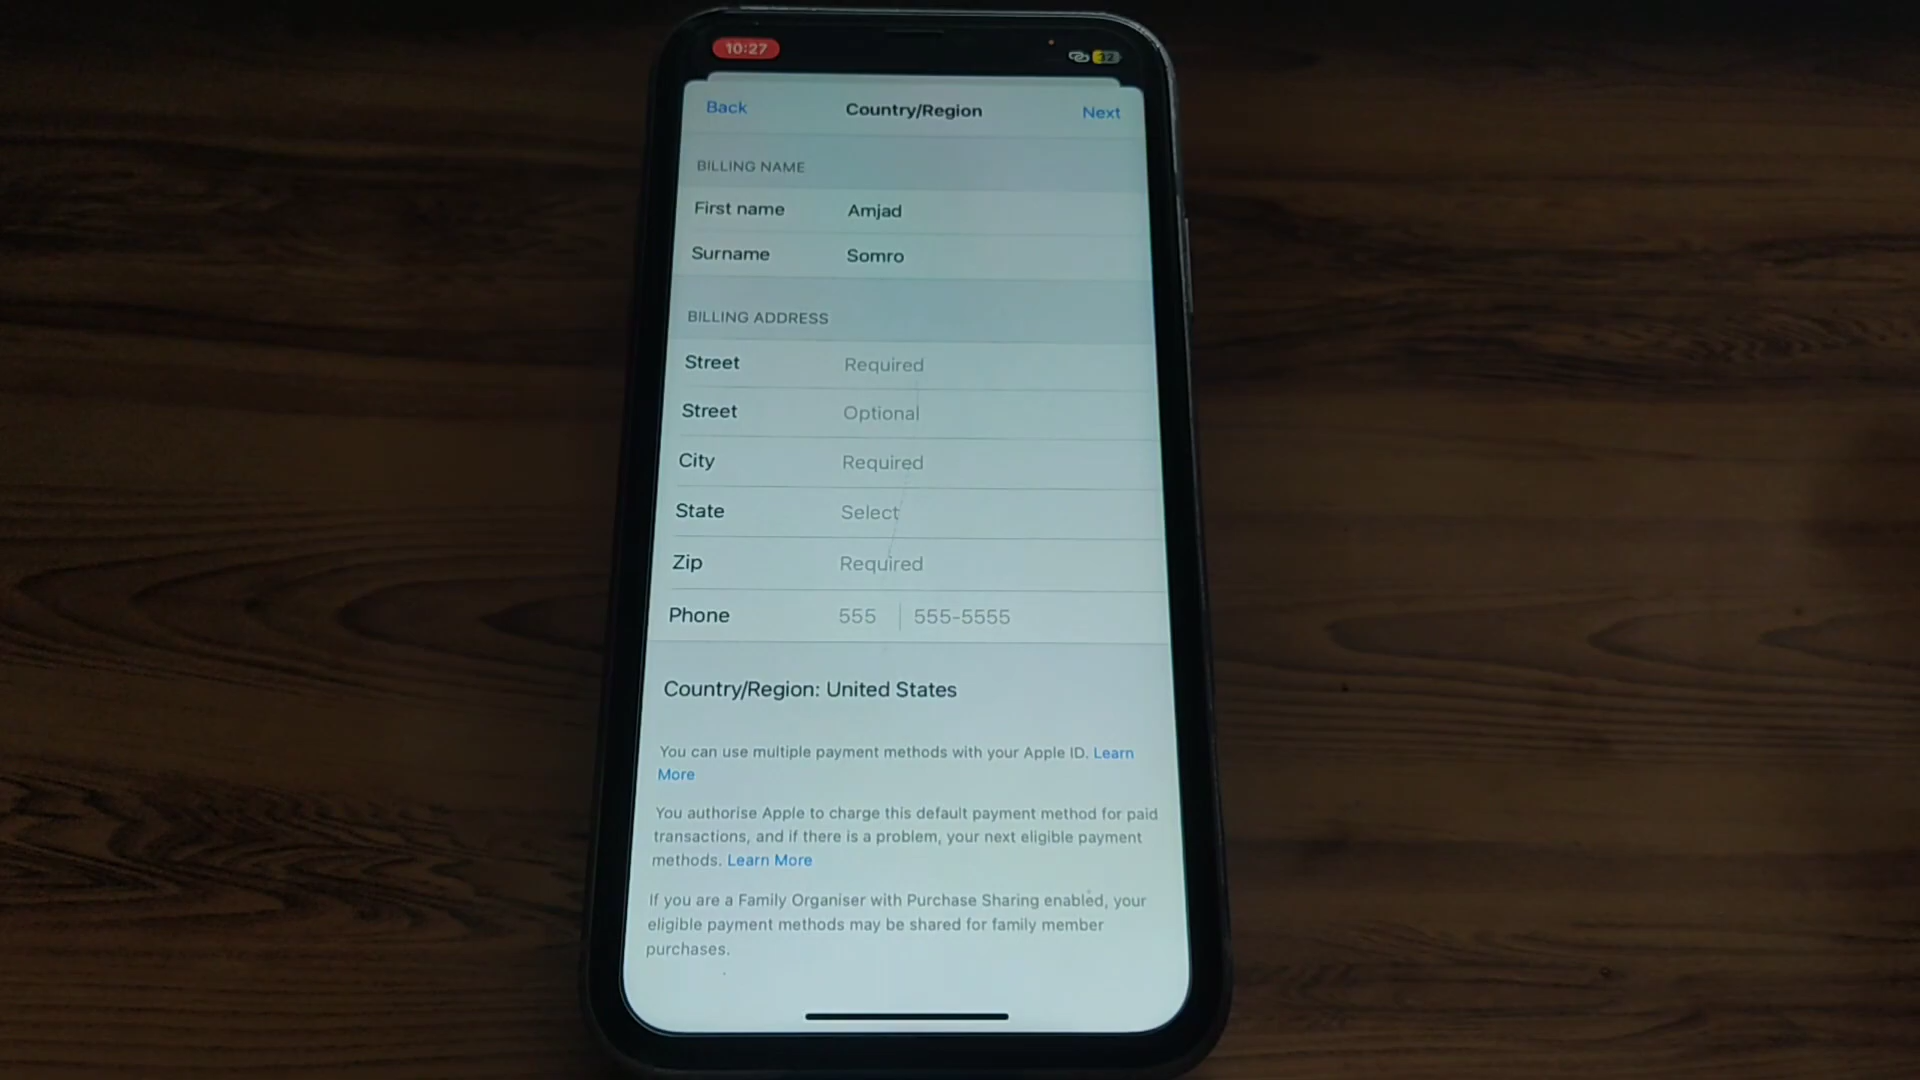 10:27
32
Back Country/Region Next
BILLING NAME
First name Amjad
Surname Somro
BILLING ADDRESS
Street Required
Street Optional
City Required
State Select
Zip Required
Phone 555 555-5555
Country/Region: United States
You can use multiple payment methods with your Apple ID. Learn
More
You authorise Apple to charge this default payment method for paid
transactions, and if there is a problem, your next eligible payment
methods. Learn More
If you are a Family Organiser with Purchase Sharing enabled, your
eligible payment methods may be shared for family member
purchases.